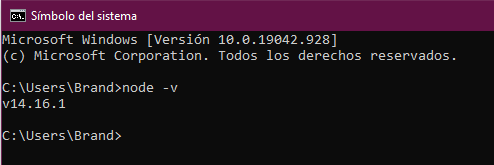 Símbolo del sistema
Microsoft Windows [Versión 10.0.19042.928]
(c) Microsoft Corporation. Todos los derechos reservados.
C:\Users\Brand>node -v
v14.16.1
C:\Users\Brand>